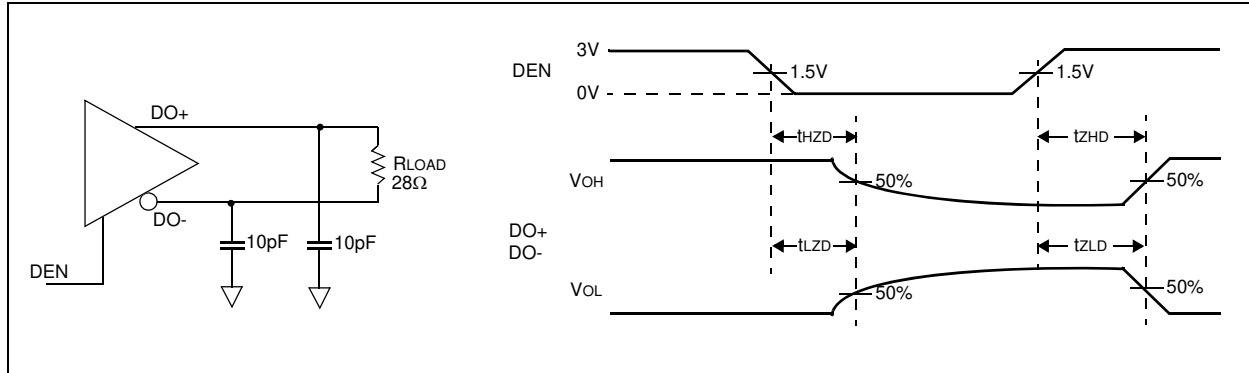 DO+
RLOAD
28Ω
DO-
10pF
10pF
DEN
3V
DEN
1.5V
1.5V
0V
tHZD
tZHD
VOH
50%
50%
DO+
DO-
tLZD
tZLD
VOL
50%
50%